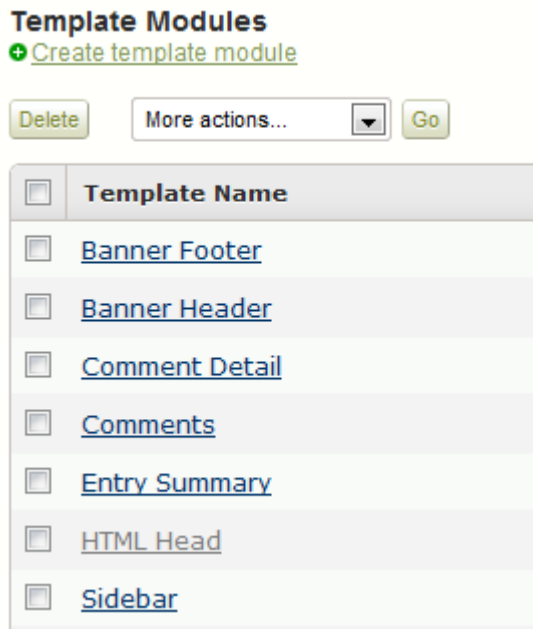 Template Modules
Create template module
Delete More actions... Go
Template Name
Banner Footer
Banner Header
Comment Detail
Comments
Entry Summary
HTML Head
Sidebar